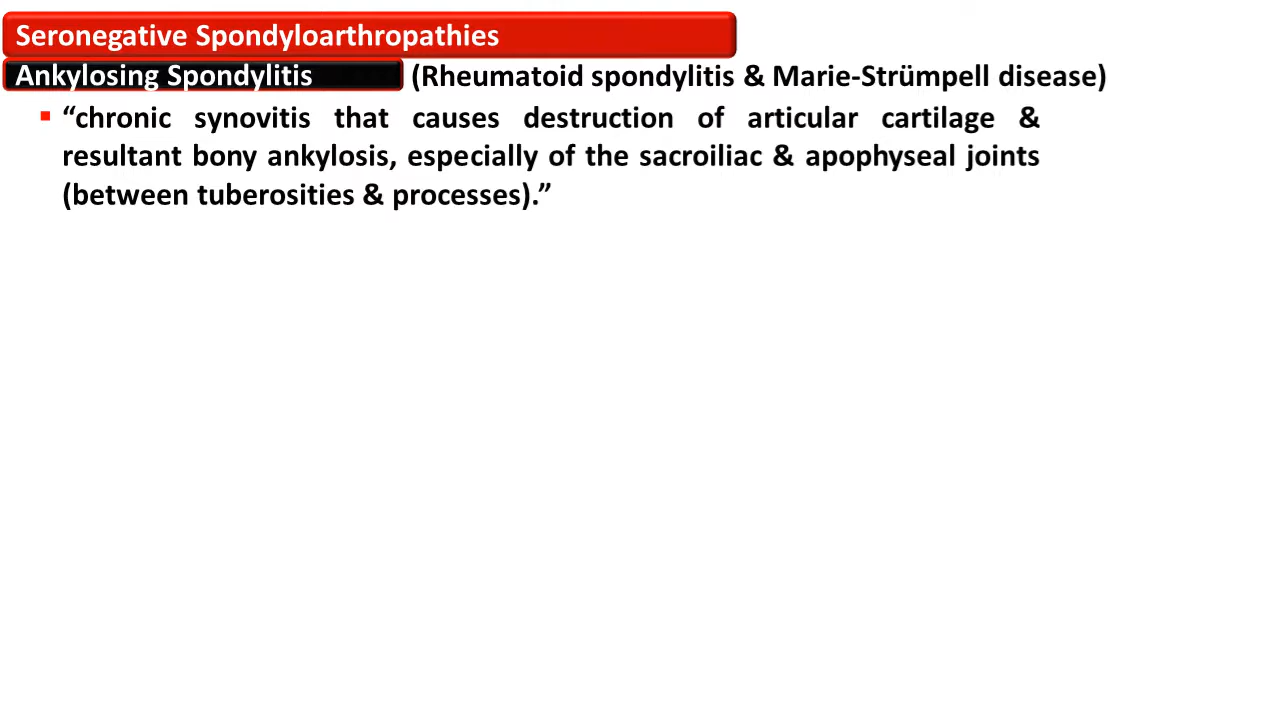 Seronegative Spondyloarthropathies
Ankylosing Spondylitis (Rheumatoid spondylitis & Marie-Strümpell disease)
▪ “chronic synovitis that causes destruction of articular cartilage &
resultant bony ankylosis, especially of the sacroiliac & apophyseal joints
(between tuberosities & processes).”